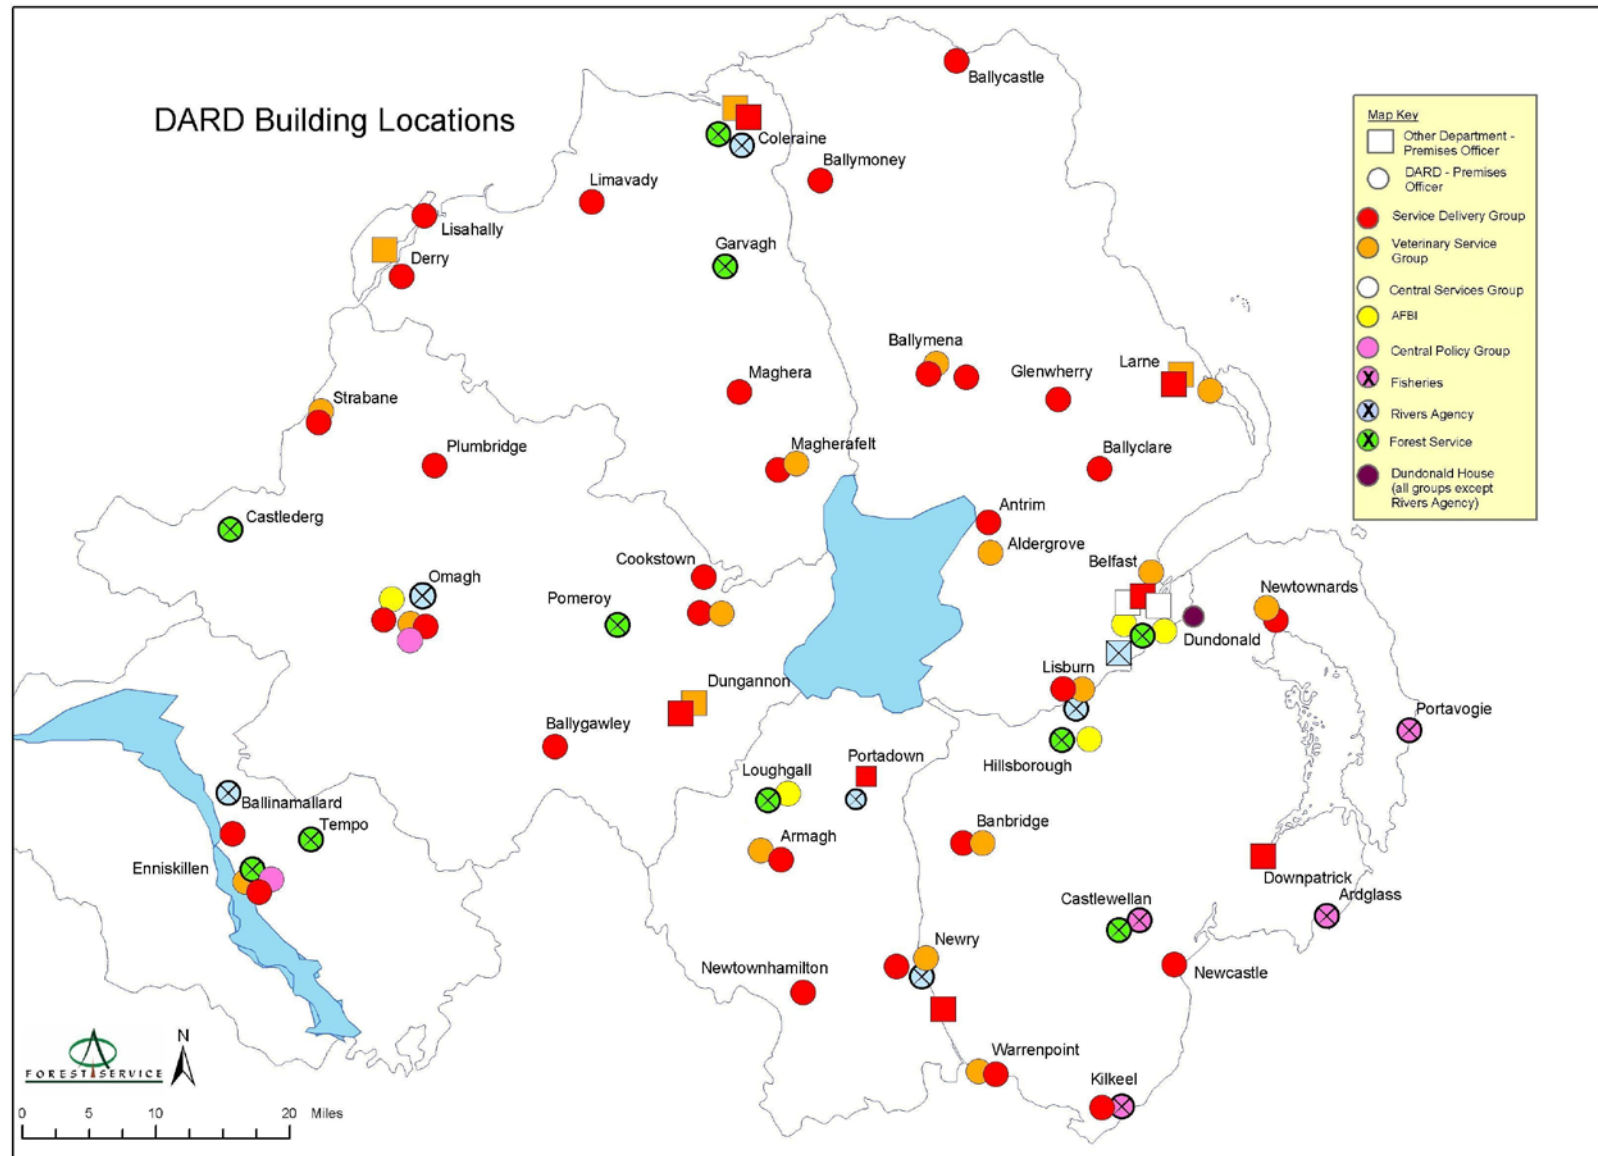 DARD Building Locations
Ballycastle
Coleraine
Ballymoney
Limavady
Lisahally
Derry
Garvagh
Ballymena
Glenwherry
Larne
Maghera
Strabane
Plumbridge
Magherafelt
Ballyclare
Castlederg
Antrim
Aldergrove
Omagh
Cookstown
Pomeroy
Belfast
Newtownards
Dundonald
Lisburn
Dungannon
Ballygawley
Portavogie
Hillsborough
Portadown
Loughgall
Ballinamallard
Tempo
Banbridge
Armagh
Enniskillen
Downpatrick
Ardglass
Castlewellan
Newry
Newtownhamilton
Newcastle
Warrenpoint
Kilkeel
Map Key
Other Department -
Premises Officer
DARD - Premises
Officer
Service Delivery Group
Veterinary Service
Group
Central Services Group
AFBI
Central Policy Group
Fisheries
Rivers Agency
Forest Service
Dundonald House
(all groups except
Rivers Agency)
FOREST SERVICE
N
0 5 10 20 Miles